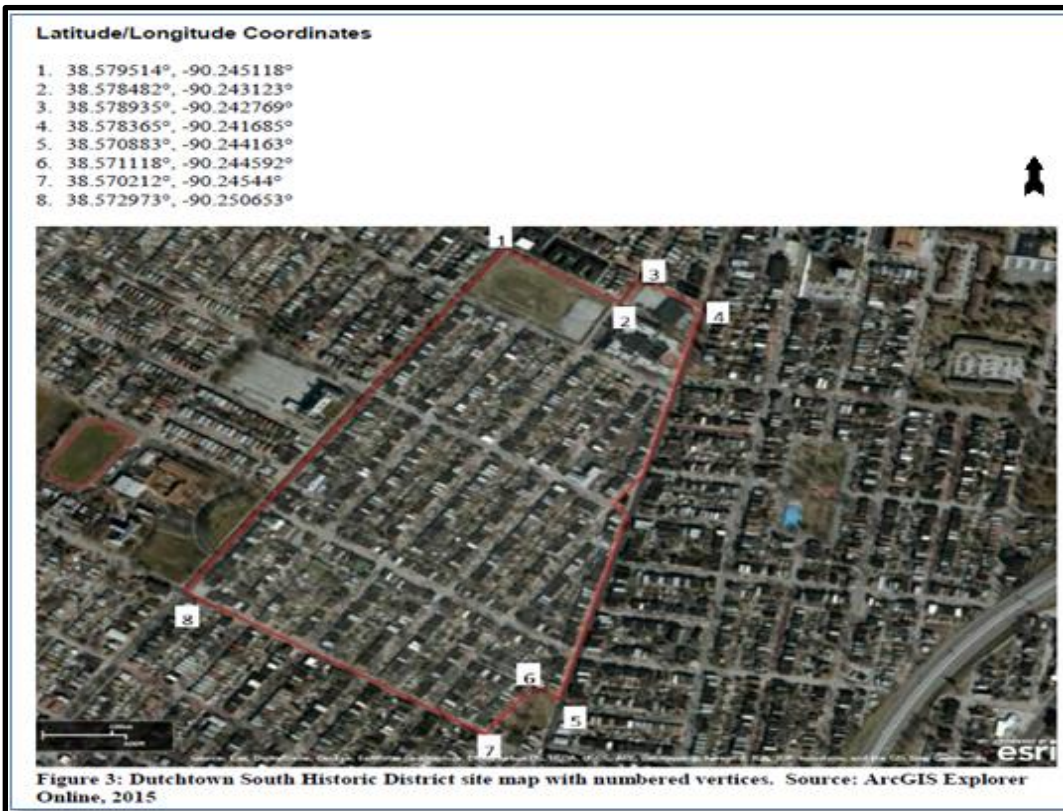 Latitude/Longitude Coordinates
1. 38.579514°, -90.245118°
2. 38.578482°, -90.243123°
3. 38.578935°, -90.242769°
4. 38.578365°, -90.241685°
5. 38.570883°, -90.244163°
6. 38.571118°, -90.244592°
7. 38.570212°, -90.24544°
8. 38.572973°, -90.250653°
1
3
2
4
8
6
5
7
esri
Figure 3: Dutchtown South Historic District site map with numbered vertices. Source: ArcGIS Explorer
Online, 2015